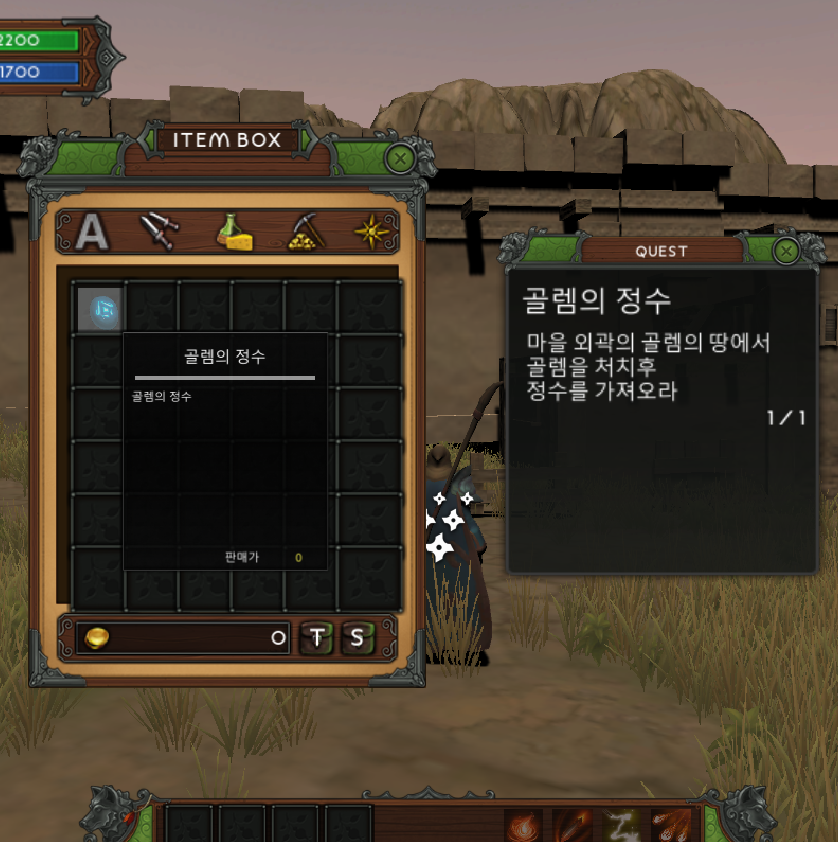 2200
1700
ITEM BOX
A
골렘의 정수
골렘의 정수
판매가 0
0
T S
QUEST
골렘의 정수
마을 외곽의 골렘의 땅에서
골렘을 처치후
정수를 가져오라
1 / 1